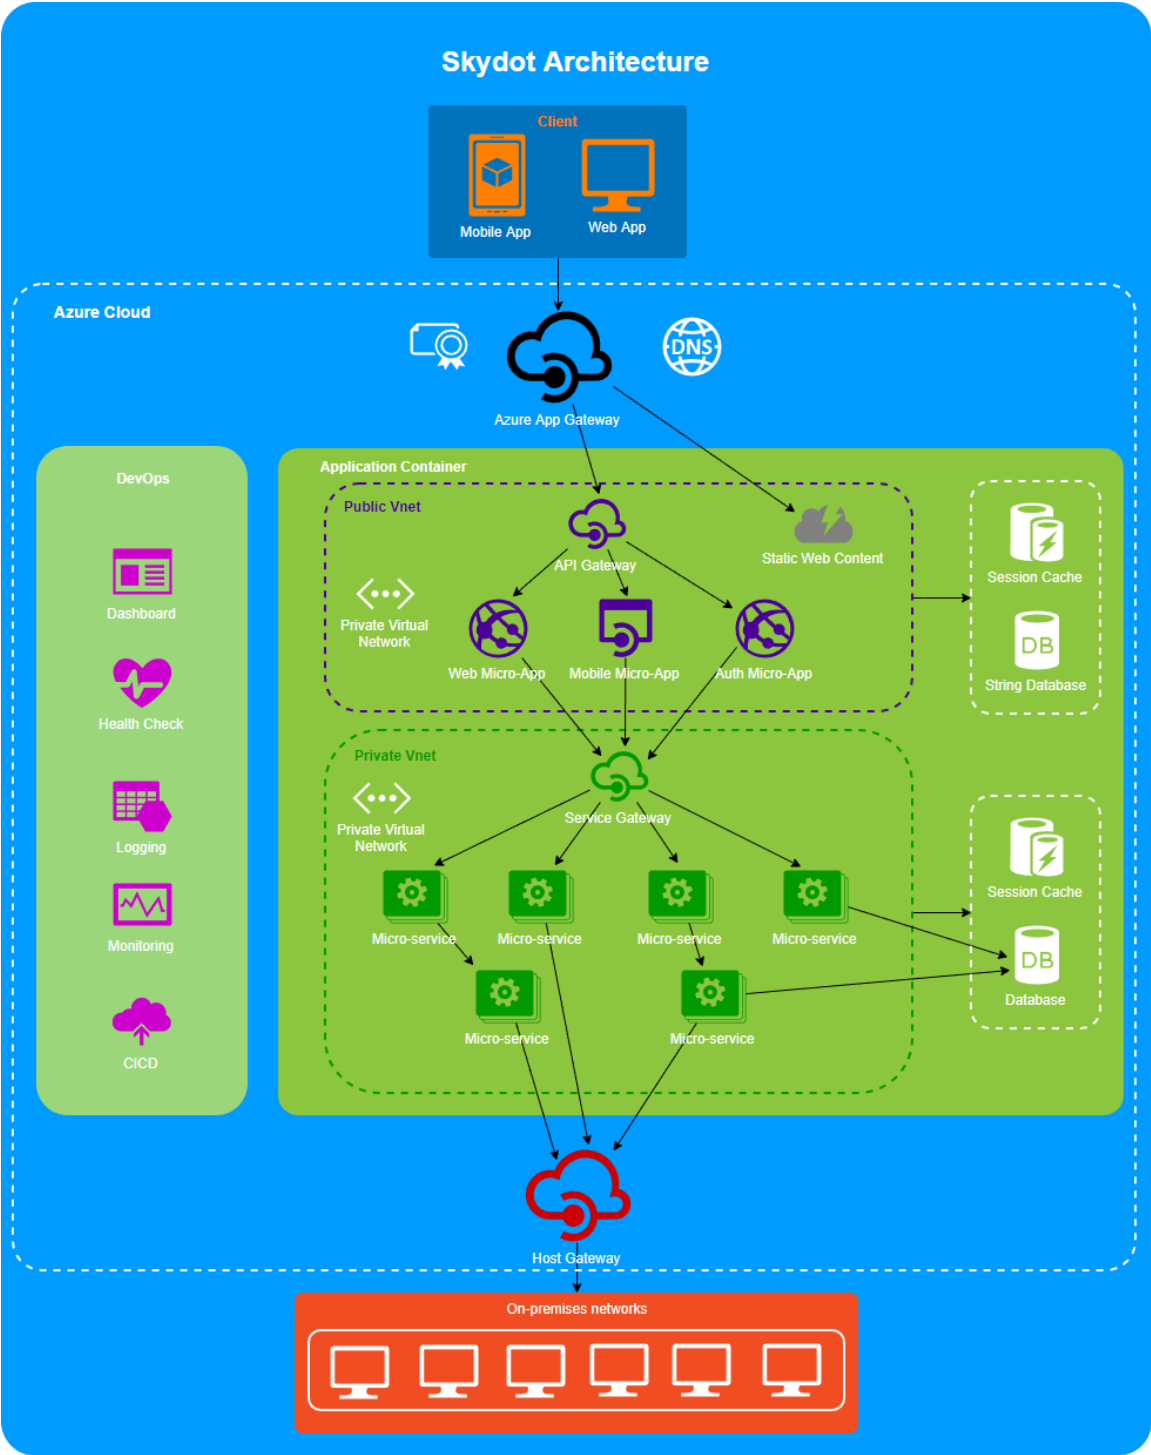 Skydot Architecture
Client
Mobile App
Web App
Azure Cloud
DNS
Azure App Gateway
DevOps
Dashboard
Health Check
Logging
Monitoring
CICD
Application Container
Public Vnet
API Gateway
Static Web Content
Private Virtual
Network
Web Micro-App
Mobile Micro-App
Auth Micro-App
Session Cache
DB
String Database
Private Vnet
Private Virtual
Network
Service Gateway
Micro-service
Micro-service
Micro-service
Micro-service
Micro-service
Micro-service
Session Cache
DB
Database
Host Gateway
On-premises networks